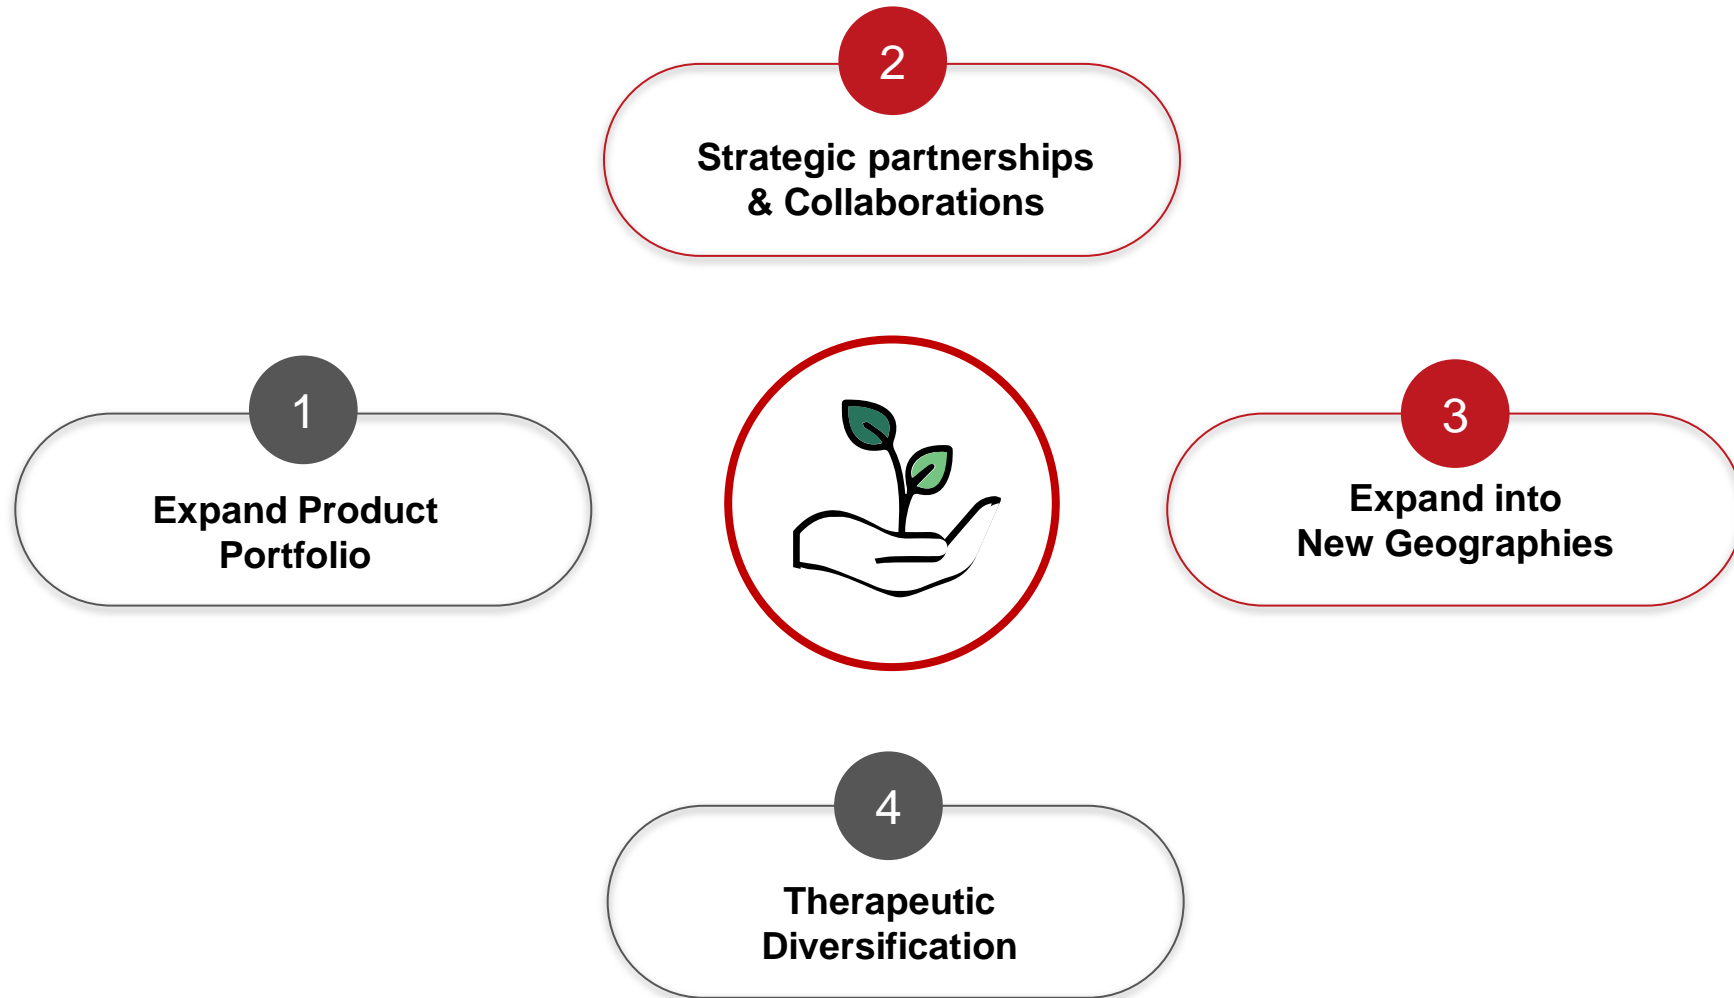 1
Expand Product
Portfolio
2
Strategic partnerships
& Collaborations
3
Expand into
New Geographies
4
Therapeutic
Diversification